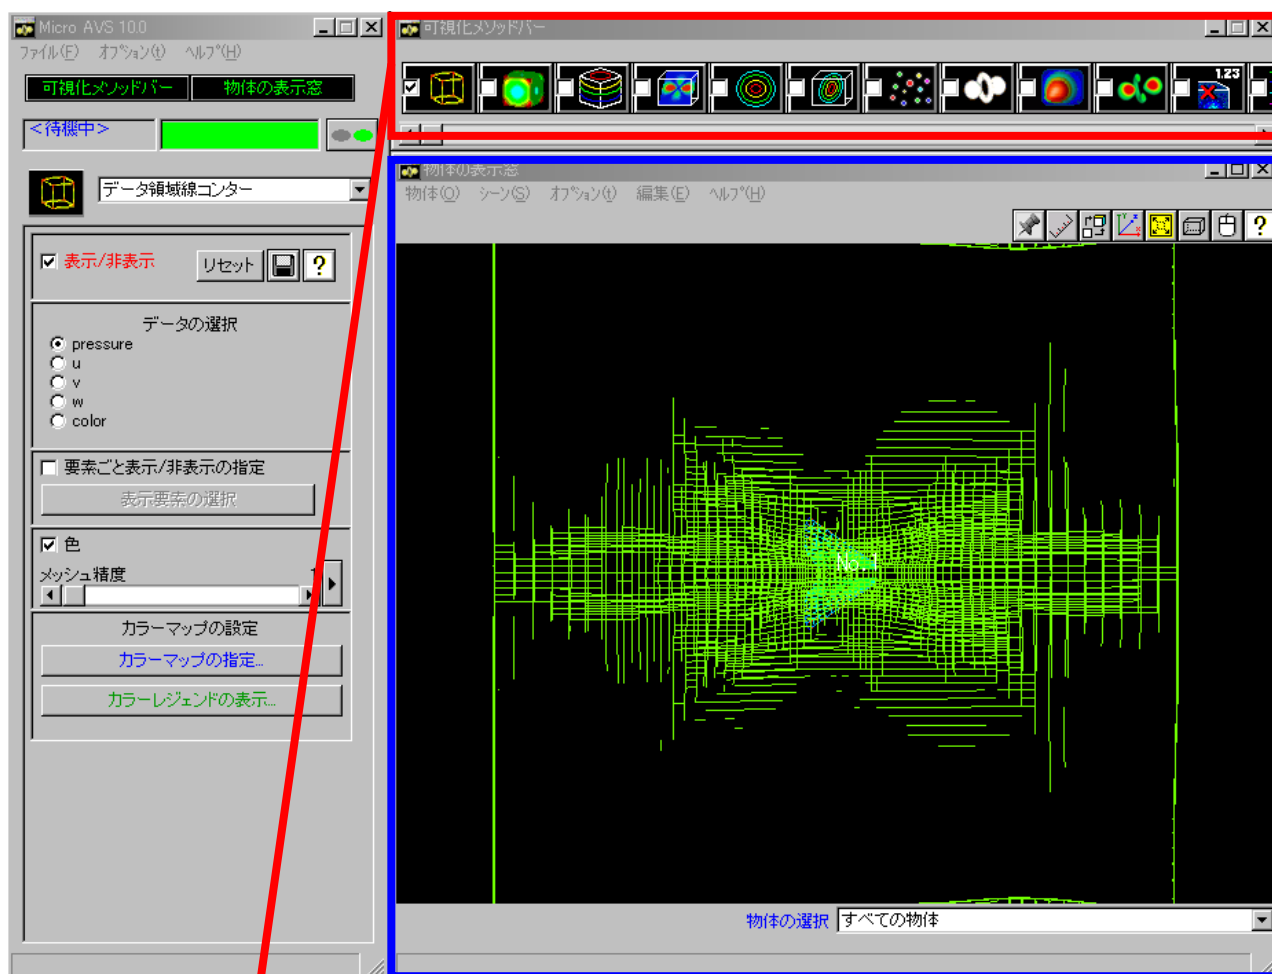 Micro AVS 10.0
ファイル(F) オプション(t) ヘルプ(H)
可視化メソッドバー 物体の表示窓
<待機中>
データ領域線コンター
表示/非表示 リセット ?
データの選択
pressure
u
v
w
color
要素ごと表示/非表示の指定
表示要素の選択
色
メッシュ精度 1
カラーマップの設定
カラーマップの指定...
カラーレジェンドの表示...
可視化メソッドバー
1.23
物体の表示窓
物体(O) シーン(S) オプション(t) 編集(E) ヘルプ(H)
?
No.1
物体の選択 すべての物体